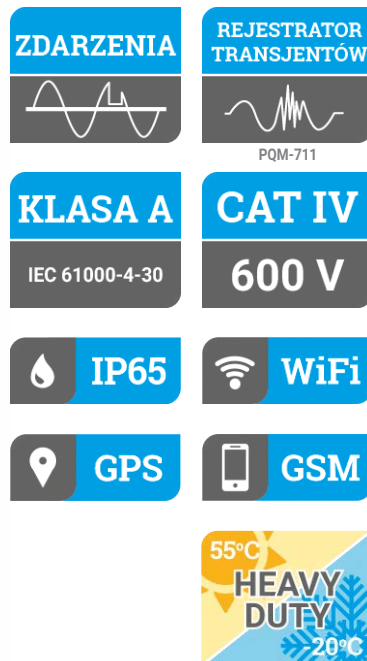 ZDARZENIA
REJESTRATOR
TRANSJENTÓW
PQM-711
KLASA A
IEC 61000-4-30
CAT IV
600 V
IP65
WiFi
GPS
GSM
55°C
HEAVY
DUTY
-20°C